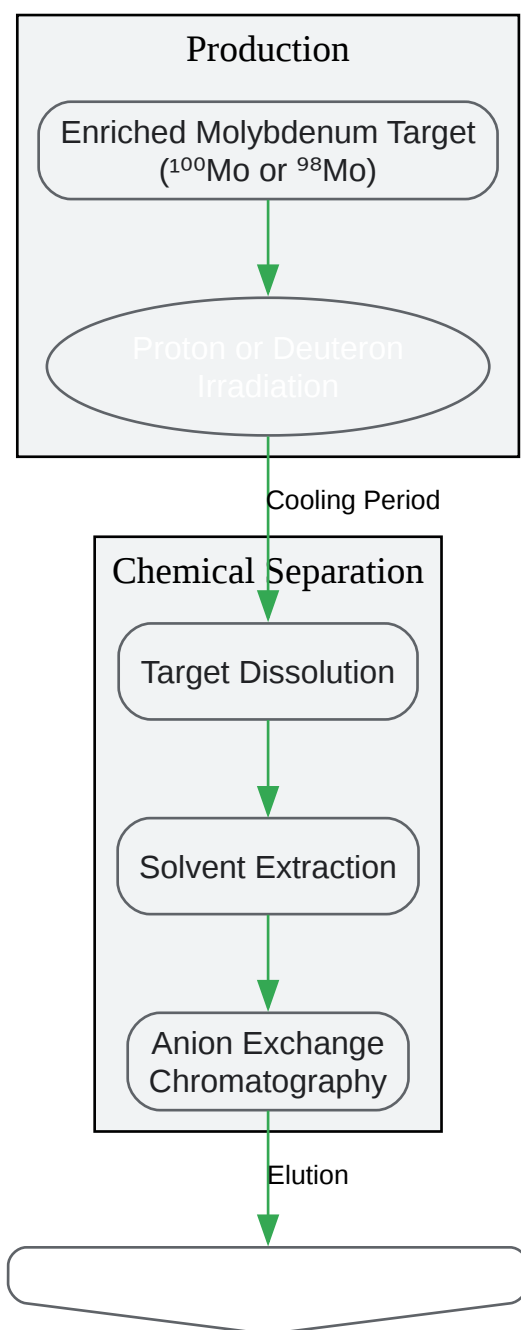 Production
Enriched Molybdenum Target
(¹⁰⁰Mo or ⁹⁸Mo)
Proton or Deuteron
Irradiation
Cooling Period
Chemical Separation
Target Dissolution
Solvent Extraction
Anion Exchange
Chromatography
Elution